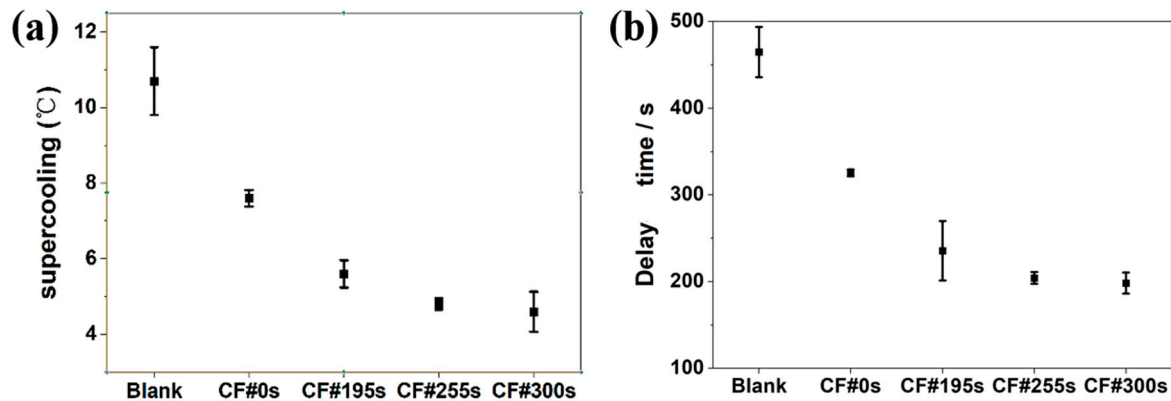 (a)
supercooling (℃)
12
10
8
6
4
Blank CF#0s CF#195s CF#255s CF#300s
(b)
Delay time / s
500
400
300
200
100
Blank CF#0s CF#195s CF#255s CF#300s